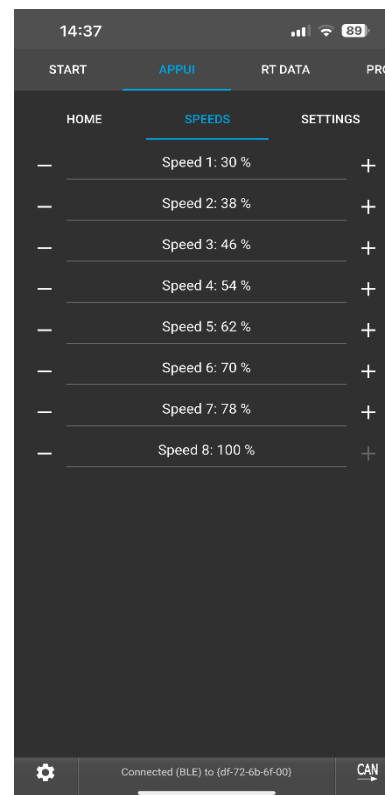 14:37 89
START APPUI RT DATA PRO
HOME SPEEDS SETTINGS
Speed 1: 30 %
Speed 2: 38 %
Speed 3: 46 %
Speed 4: 54 %
Speed 5: 62 %
Speed 6: 70 %
Speed 7: 78 %
Speed 8: 100 %
Connected (BLE) to {df-72-6b-6f-00} CAN